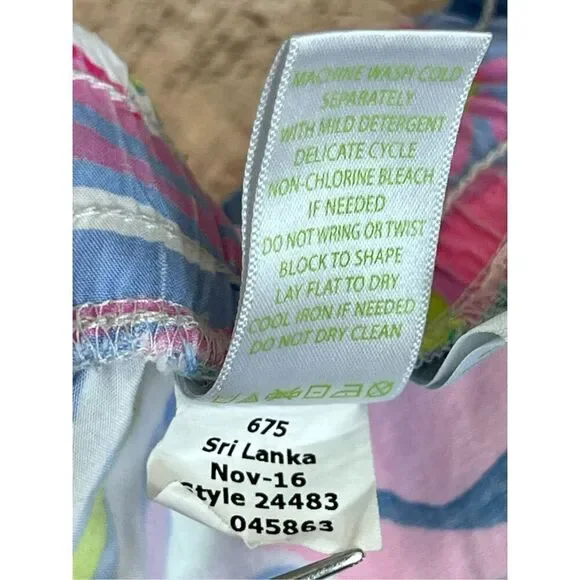 MACHINE WASH COLD
SEPARATELY
WITH MILD DETERGENT
DELICATE CYCLE
NON-CHLORINE BLEACH
IF NEEDED
DO NOT WRING OR TWIST
BLOCK TO SHAPE
LAY FLAT TO DRY
COOL IRON IF NEEDED
DO NOT DRY CLEAN
675
Sri Lanka
Nov-16
Style 24483
045863